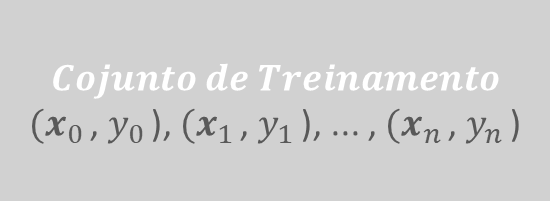 Cojunto de Treinamento
(x₀ , y₀ ), (x₁ , y₁ ), ... , (xₙ , yₙ )